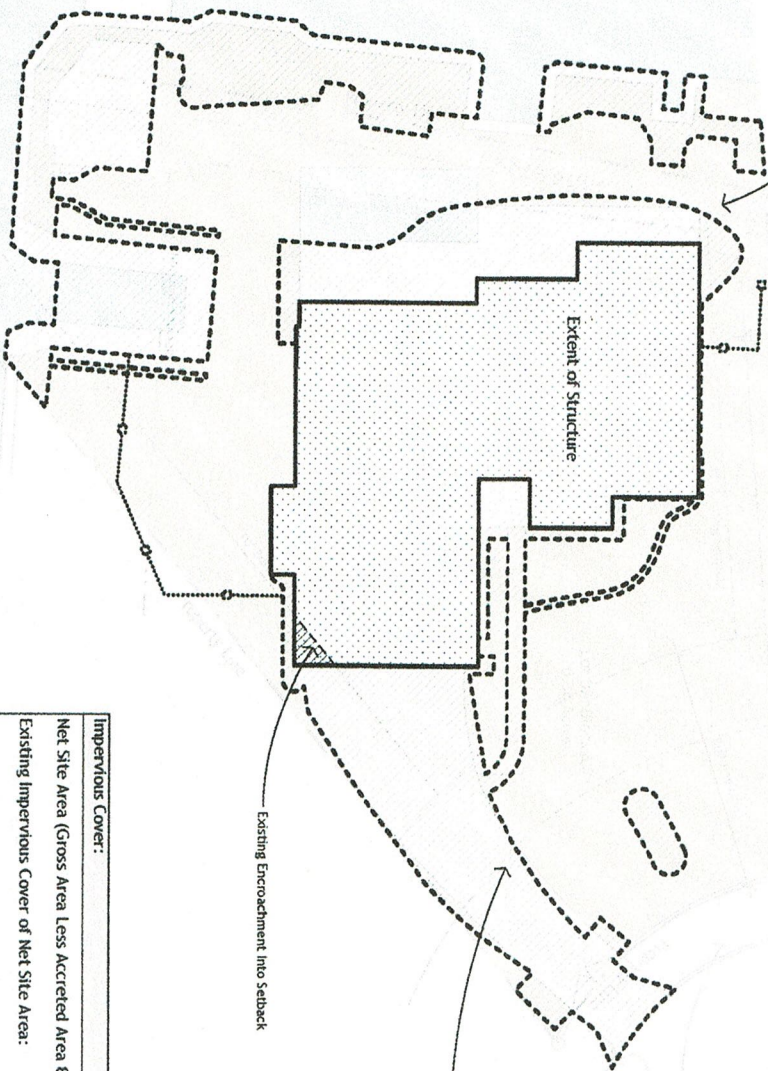 Extent of Structure
Existing Encroachment Into Setback
Impervious Cover:
Net Site Area (Gross Area Less Accreted Area &
Existing Impervious Cover of Net Site Area: